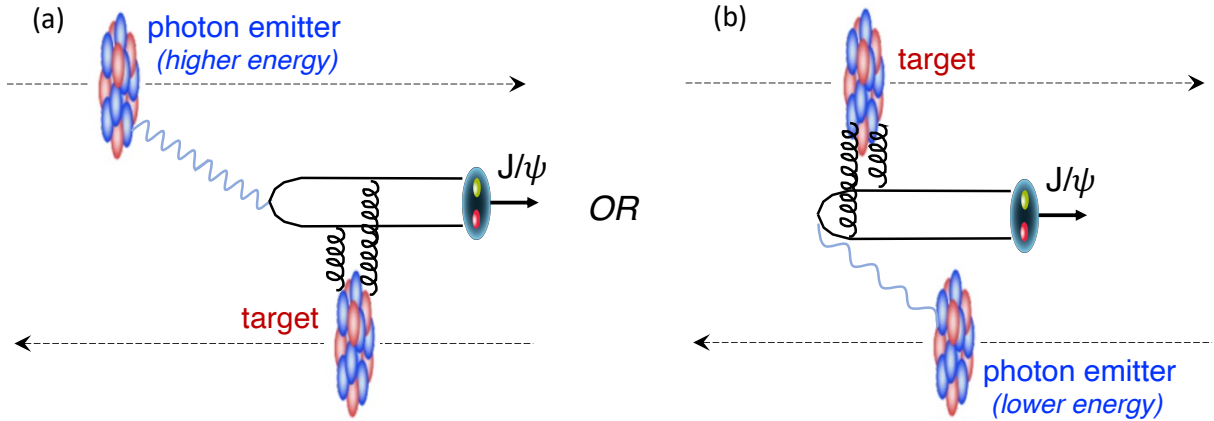 (a)
photon emitter
(higher energy)
J/ψ
target
OR
(b)
target
J/ψ
photon emitter
(lower energy)